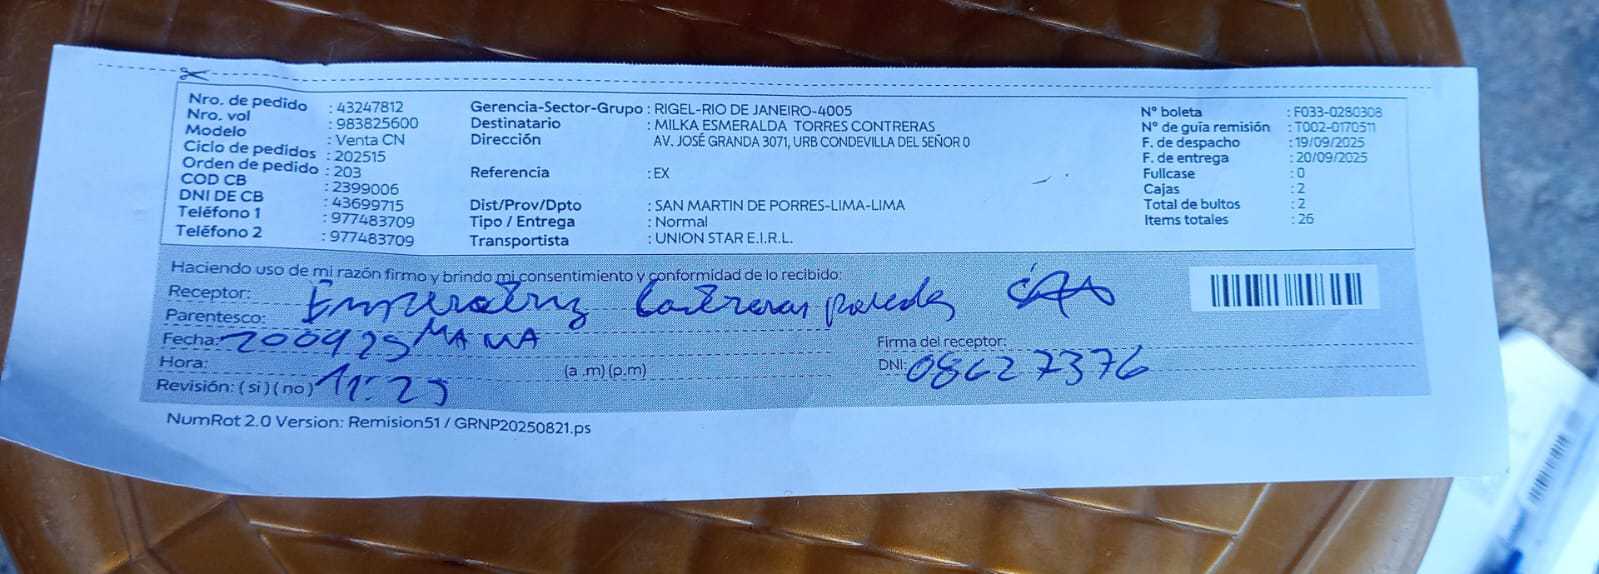 Nro. de pedido : 43247812
Nro. vol : 983825600
Modelo : Venta CN
Ciclo de pedidos : 202515
Orden de pedido : 203
COD CB : 2399006
DNI DE CB : 43699715
Teléfono 1 : 977483709
Teléfono 2 : 977483709
Gerencia-Sector-Grupo : RIGEL-RIO DE JANEIRO-4005
Destinatario : MILKA ESMERALDA TORRES CONTRERAS
Dirección AV. JOSÉ GRANDA 3071, URB CONDEVILLA DEL SEÑOR 0
Referencia : EX
Dist/Prov/Dpto : SAN MARTIN DE PORRES-LIMA-LIMA
Tipo / Entrega : Normal
Transportista : UNION STAR E.I.R.L.
N° boleta : F033-0280308
N° de guía remisión : T002-0170511
F. de despacho : 19/09/2025
F. de entrega : 20/09/2025
Fullcase : 0
Cajas : 2
Total de bultos : 2
Items totales : 26
Haciendo uso de mi razón firmo y brindo mi consentimiento y conformidad de lo recibido:
Receptor: Emperatriz Contreras paredes
Parentesco: MAMA
Fecha: 200925
Firma del receptor:
Hora: (a .m) (p.m)
DNI: 08627376
Revisión: ( si ) ( no ) 11:25
NumRot 2.0 Version: Remision51 / GRNP20250821.ps